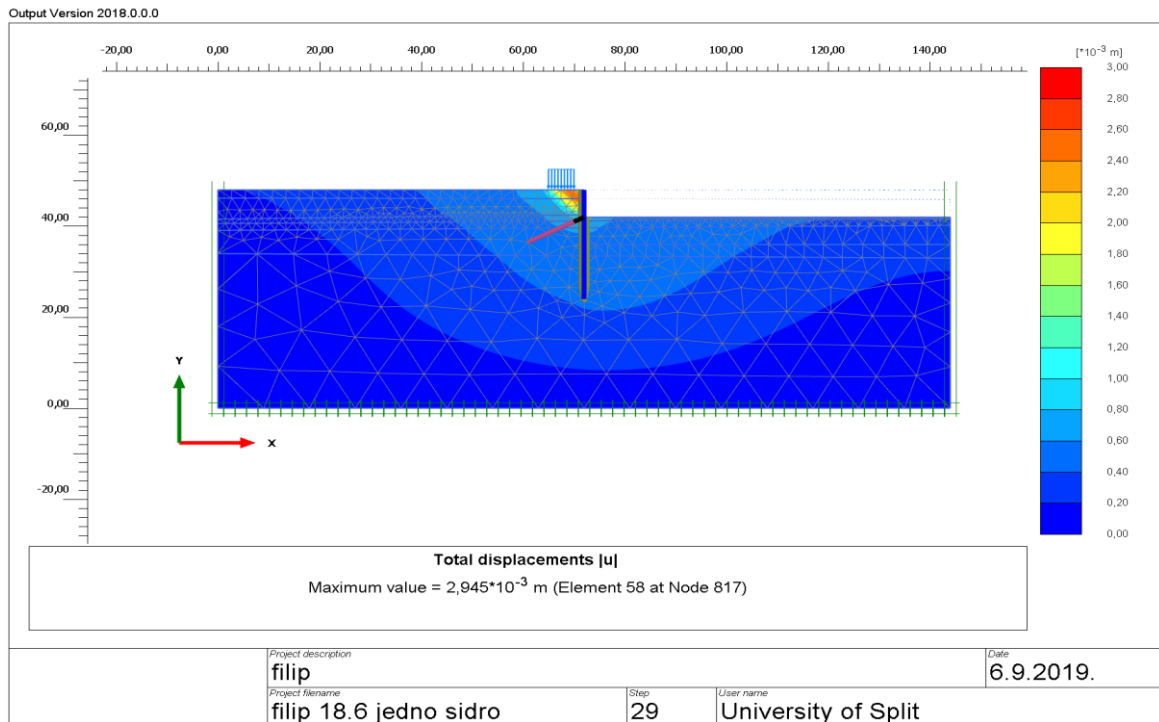 Output Version 2018.0.0.0
-20,00 0,00 20,00 40,00 60,00 80,00 100,00 120,00 140,00
[*10⁻³ m]
60,00
40,00
20,00
0,00
-20,00
Y
X
3,00
2,80
2,60
2,40
2,20
2,00
1,80
1,60
1,40
1,20
1,00
0,80
0,60
0,40
0,20
0,00
Total displacements |u|
Maximum value = 2,945*10⁻³ m (Element 58 at Node 817)
Project description
filip
Date
6.9.2019.
Project filename
filip 18.6 jedno sidro
Step
29
User name
University of Split